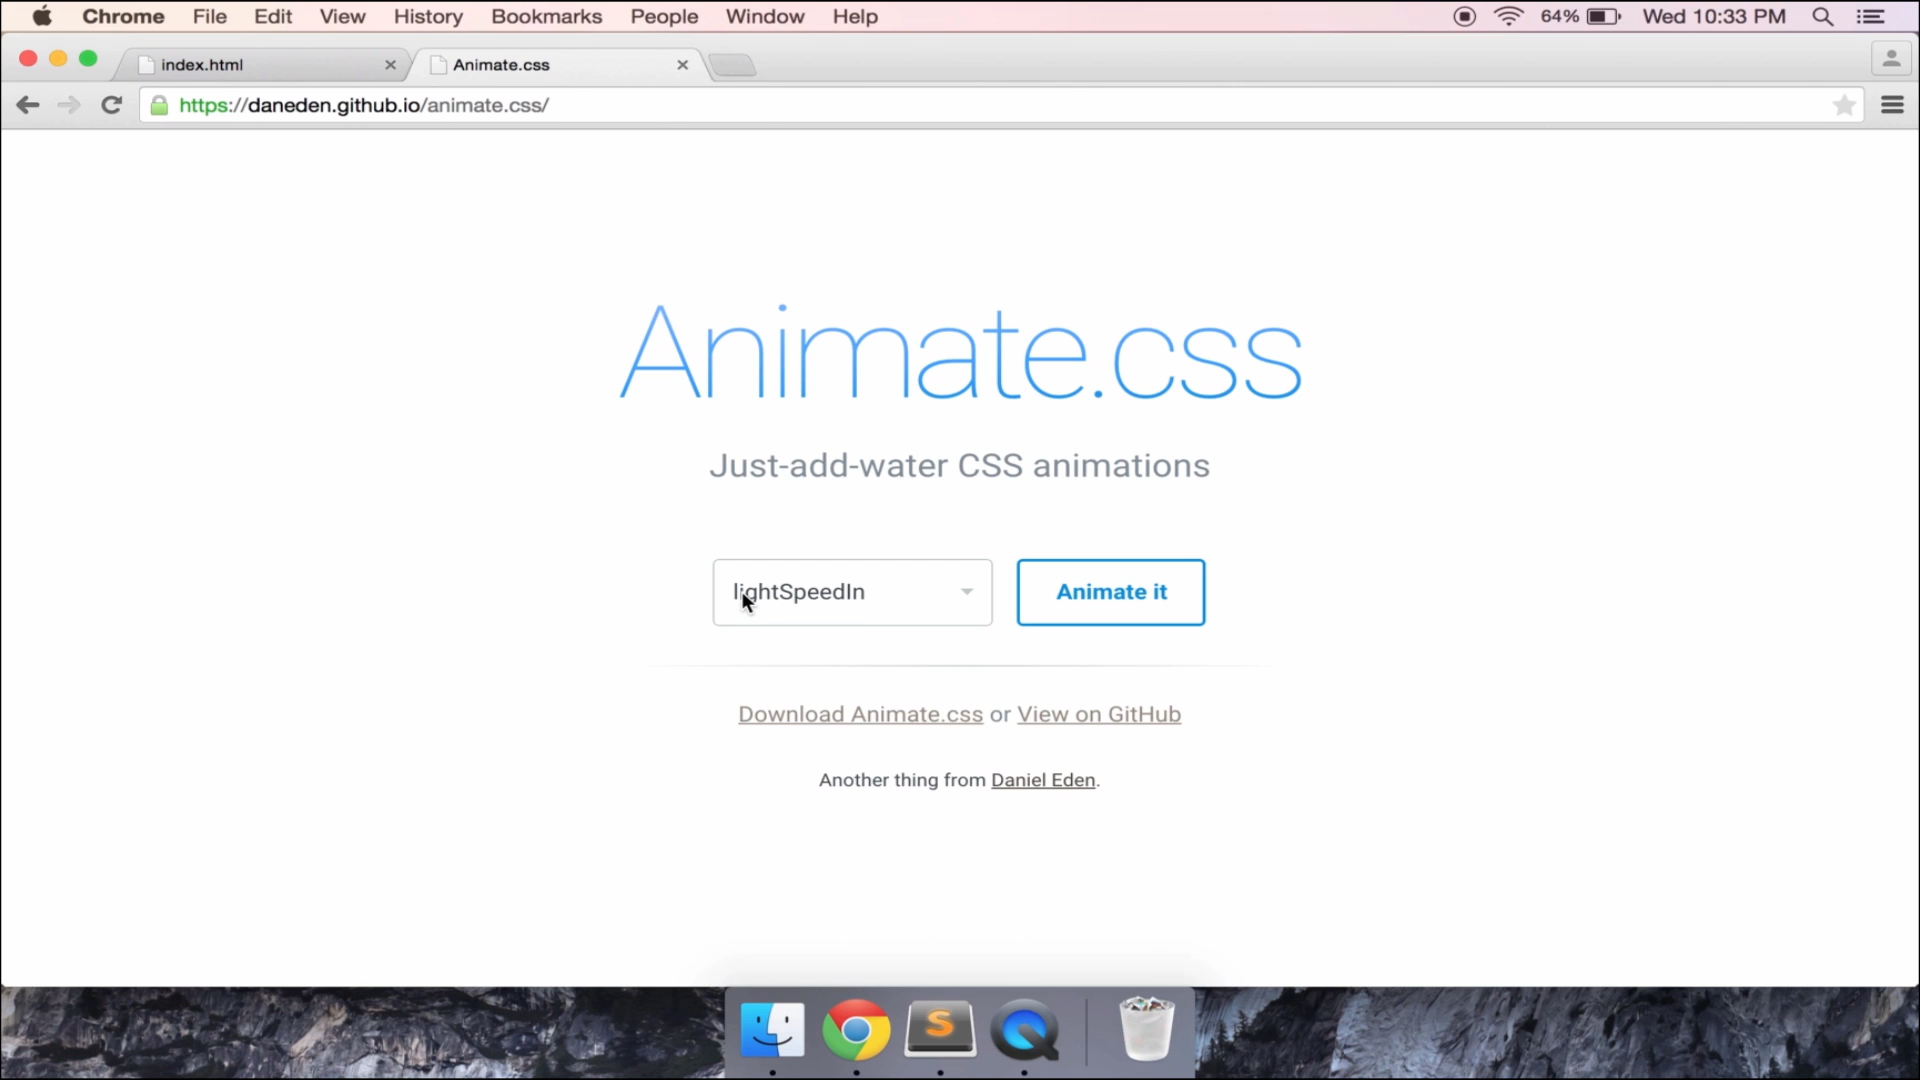 Chrome File Edit View History Bookmarks People Window Help 64% Wed 10:33 PM
index.html Animate.css
https://daneden.github.io/animate.css/
Animate.css
Just-add-water CSS animations
lightSpeedIn Animate it
Download Animate.css or View on GitHub
Another thing from Daniel Eden.
S